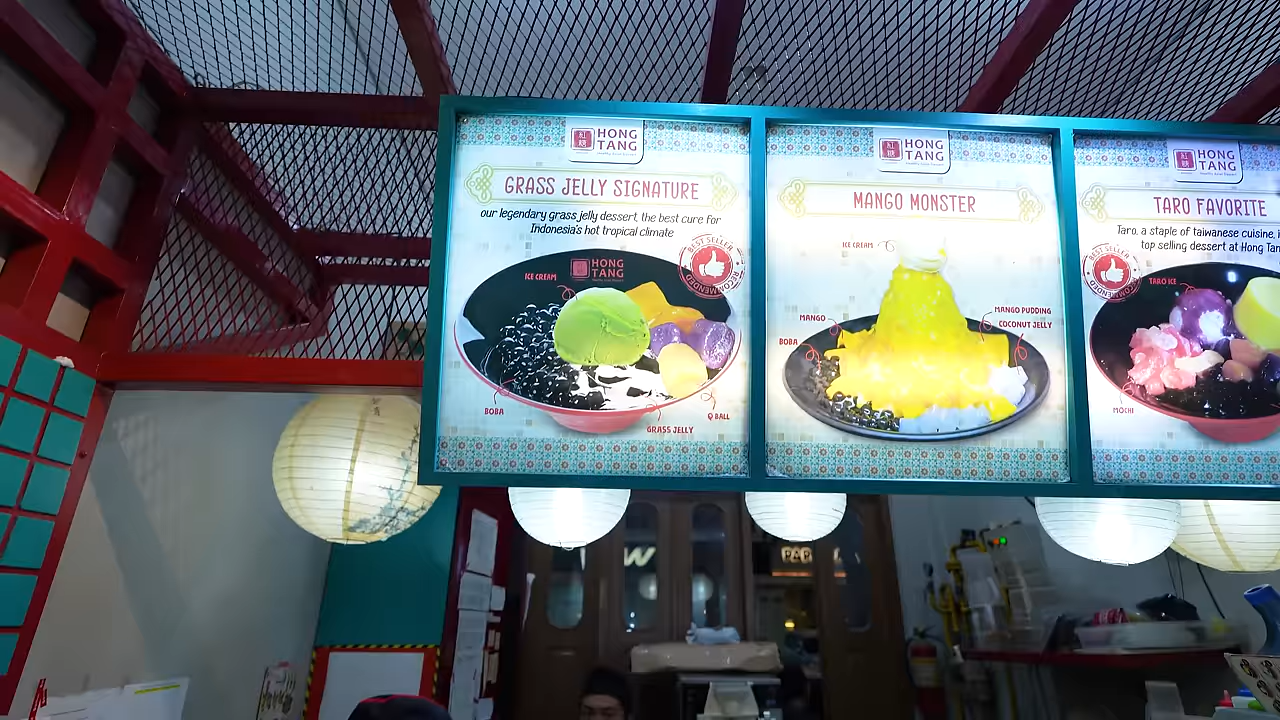 HONG
TANG
GRASS JELLY SIGNATURE
our legendary grass jelly dessert, the best cure for
Indonesia's hot tropical climate
BEST SELLER
RECOMMENDED
HONG
TANG
ICE CREAM
BOBA
GRASS JELLY
Q BALL
HONG
TANG
MANGO MONSTER
ICE CREAM
MANGO
BOBA
MANGO PUDDING
COCONUT JELLY
HONG
TANG
TARO FAVORITE
Taro, a staple of taiwanese cuisine,
top selling dessert at Hong
BEST SELLER
RECOMMENDED
TARO ICE
MOCHI